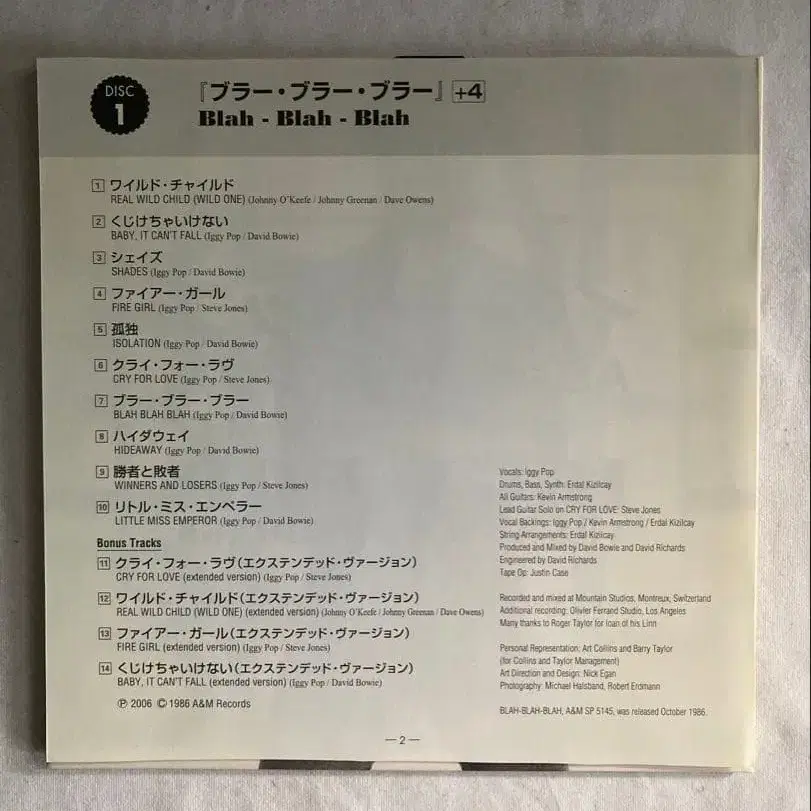 DISC
1
『ブラー・ブラー・ブラー』+4
Blah - Blah - Blah
1 ワイルド・チャイルド
REAL WILD CHILD (WILD ONE) (Johnny O'Keefe / Johnny Greenan / Dave Owens)
2 くじけちゃいけない
BABY, IT CAN'T FALL (Iggy Pop / David Bowie)
3 シェイズ
SHADES (Iggy Pop / David Bowie)
4 ファイアー・ガール
FIRE GIRL (Iggy Pop / Steve Jones)
5 孤独
ISOLATION (Iggy Pop / David Bowie)
6 クライ・フォー・ラヴ
CRY FOR LOVE (Iggy Pop / Steve Jones)
7 ブラー・ブラー・ブラー
BLAH BLAH BLAH (Iggy Pop / David Bowie)
8 ハイダウェイ
HIDEAWAY (Iggy Pop / David Bowie)
9 勝者と敗者
WINNERS AND LOSERS (Iggy Pop / Steve Jones)
10 リトル・ミス・エンペラー
LITTLE MISS EMPEROR (Iggy Pop / David Bowie)
Bonus Tracks
11 クライ・フォー・ラヴ(エクステンデッド・ヴァージョン)
CRY FOR LOVE (extended version) (Iggy Pop / Steve Jones)
12 ワイルド・チャイルド(エクステンデッド・ヴァージョン)
REAL WILD CHILD (WILD ONE) (extended version) (Johnny O'Keefe / Johnny Greenan / Dave Owens)
13 ファイアー・ガール(エクステンデッド・ヴァージョン)
FIRE GIRL (extended version) (Iggy Pop / Steve Jones)
14 くじけちゃいけない(エクステンデッド・ヴァージョン)
BABY, IT CAN'T FALL (extended version) (Iggy Pop / David Bowie)
℗ 2006 © 1986 A&M Records
Vocals: Iggy Pop
Drums, Bass, Synth: Erdal Kizilcay
All Guitars: Kevin Armstrong
Lead Guitar Solo on CRY FOR LOVE: Steve Jones
Vocal Backings: Iggy Pop / Kevin Armstrong / Erdal Kizilcay
String Arrangements: Erdal Kizilcay
Produced and Mixed by David Bowie and David Richards
Engineered by David Richards
Tape Op: Justin Case
Recorded and mixed at Mountain Studios, Montreux, Switzerland
Additional recording: Olivier Ferrand Studio, Los Angeles
Many thanks to Roger Taylor for loan of his Linn
Personal Representation: Art Collins and Barry Taylor
(for Collins and Taylor Management)
Art Direction and Design: Nick Egan
Photography: Michael Halsband, Robert Erdmann
BLAH-BLAH-BLAH, A&M SP 5145, was released October 1986.
— 2 —